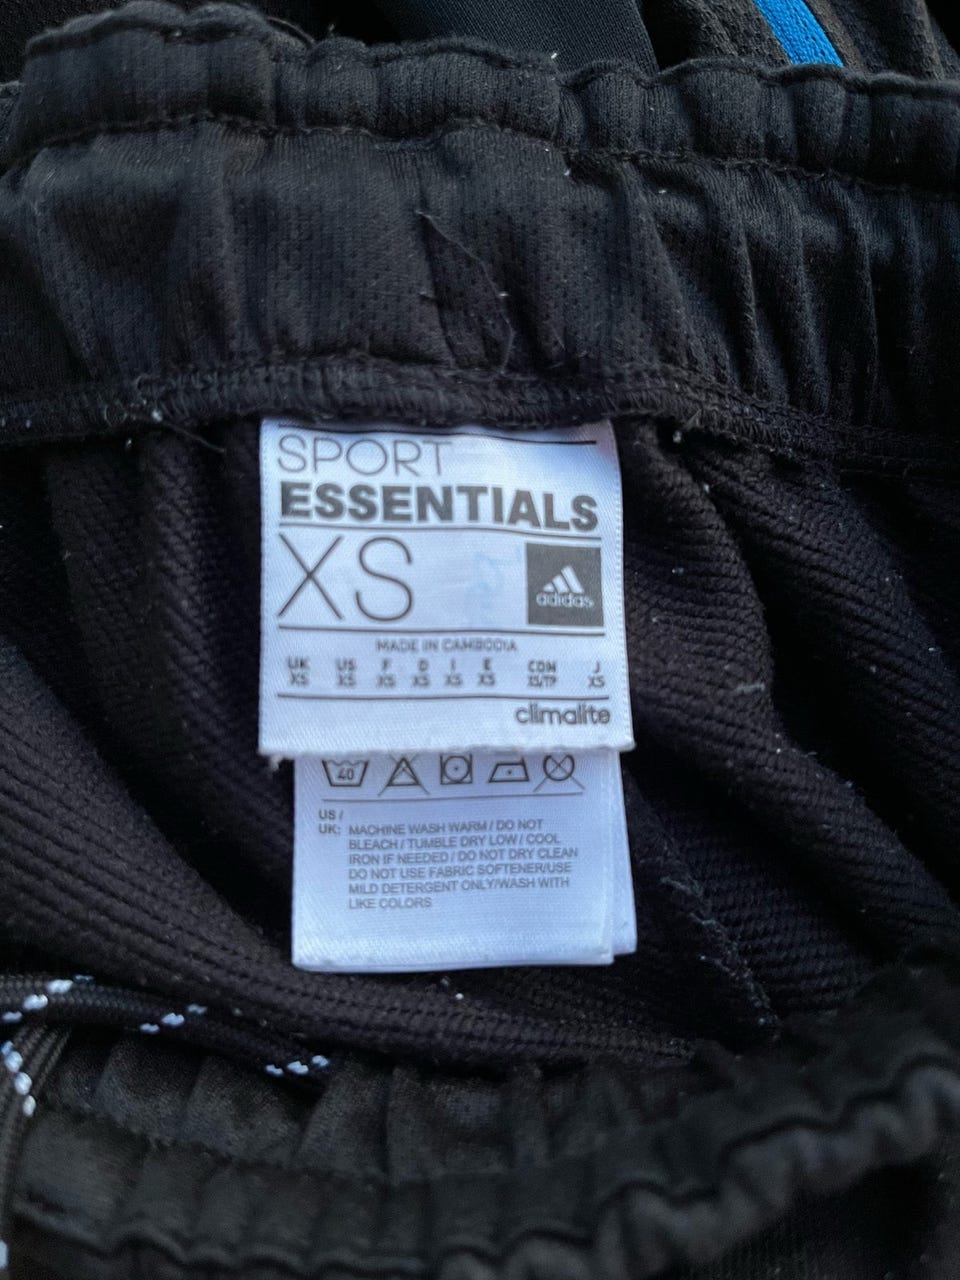 SPORT
ESSENTIALS
XS
adidas
MADE IN CAMBODIA
UK US F D I E CDN J
XS XS XS XS XS XS XS/TP XS
climalite
40
US /
UK: MACHINE WASH WARM / DO NOT
BLEACH / TUMBLE DRY LOW / COOL
IRON IF NEEDED / DO NOT DRY CLEAN
DO NOT USE FABRIC SOFTENER/USE
MILD DETERGENT ONLY/WASH WITH
LIKE COLORS